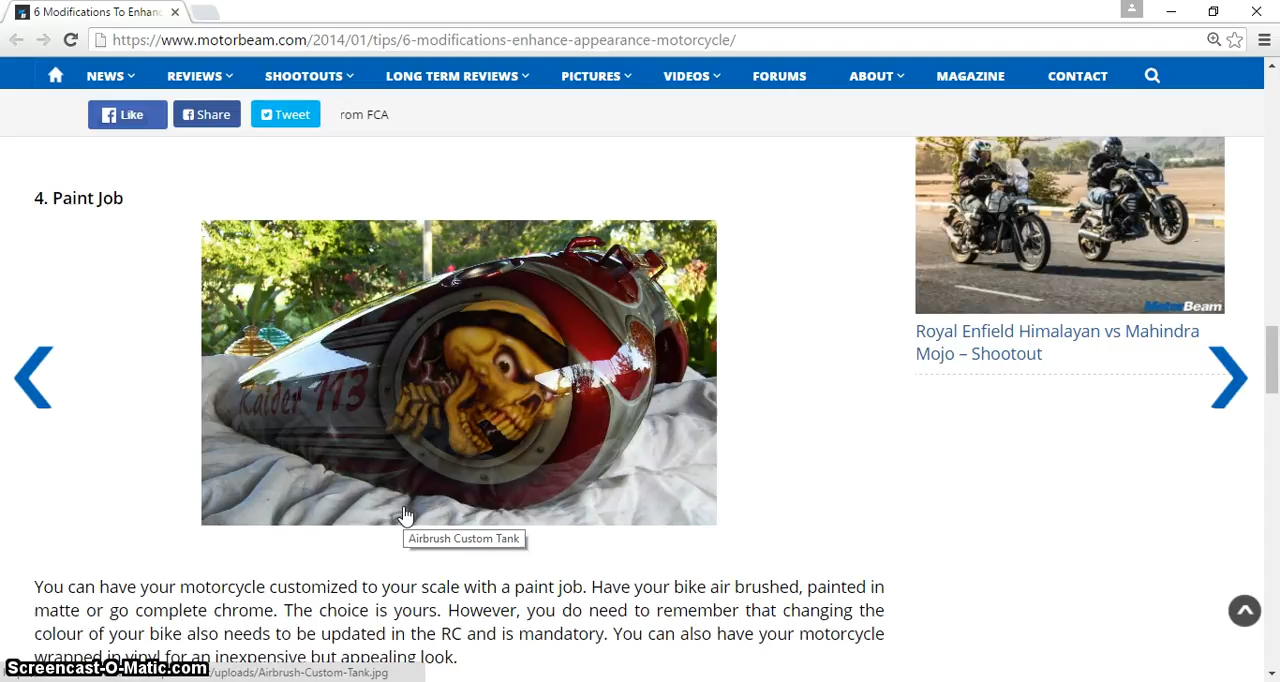 6 Modifications To Enhanc
https://www.motorbeam.com/2014/01/tips/6-modifications-enhance-appearance-motorcycle/
NEWS REVIEWS SHOOTOUTS LONG TERM REVIEWS PICTURES VIDEOS FORUMS ABOUT MAGAZINE CONTACT
Like Share Tweet rom FCA
4. Paint Job
Raider 113
MotorBeam
Royal Enfield Himalayan vs Mahindra
Mojo – Shootout
Airbrush Custom Tank
You can have your motorcycle customized to your scale with a paint job. Have your bike air brushed, painted in
matte or go complete chrome. The choice is yours. However, you do need to remember that changing the
colour of your bike also needs to be updated in the RC and is mandatory. You can also have your motorcycle
wrapped in vinyl for an inexpensive but appealing look.
Screencast-O-Matic.com
/uploads/Airbrush-Custom-Tank.jpg